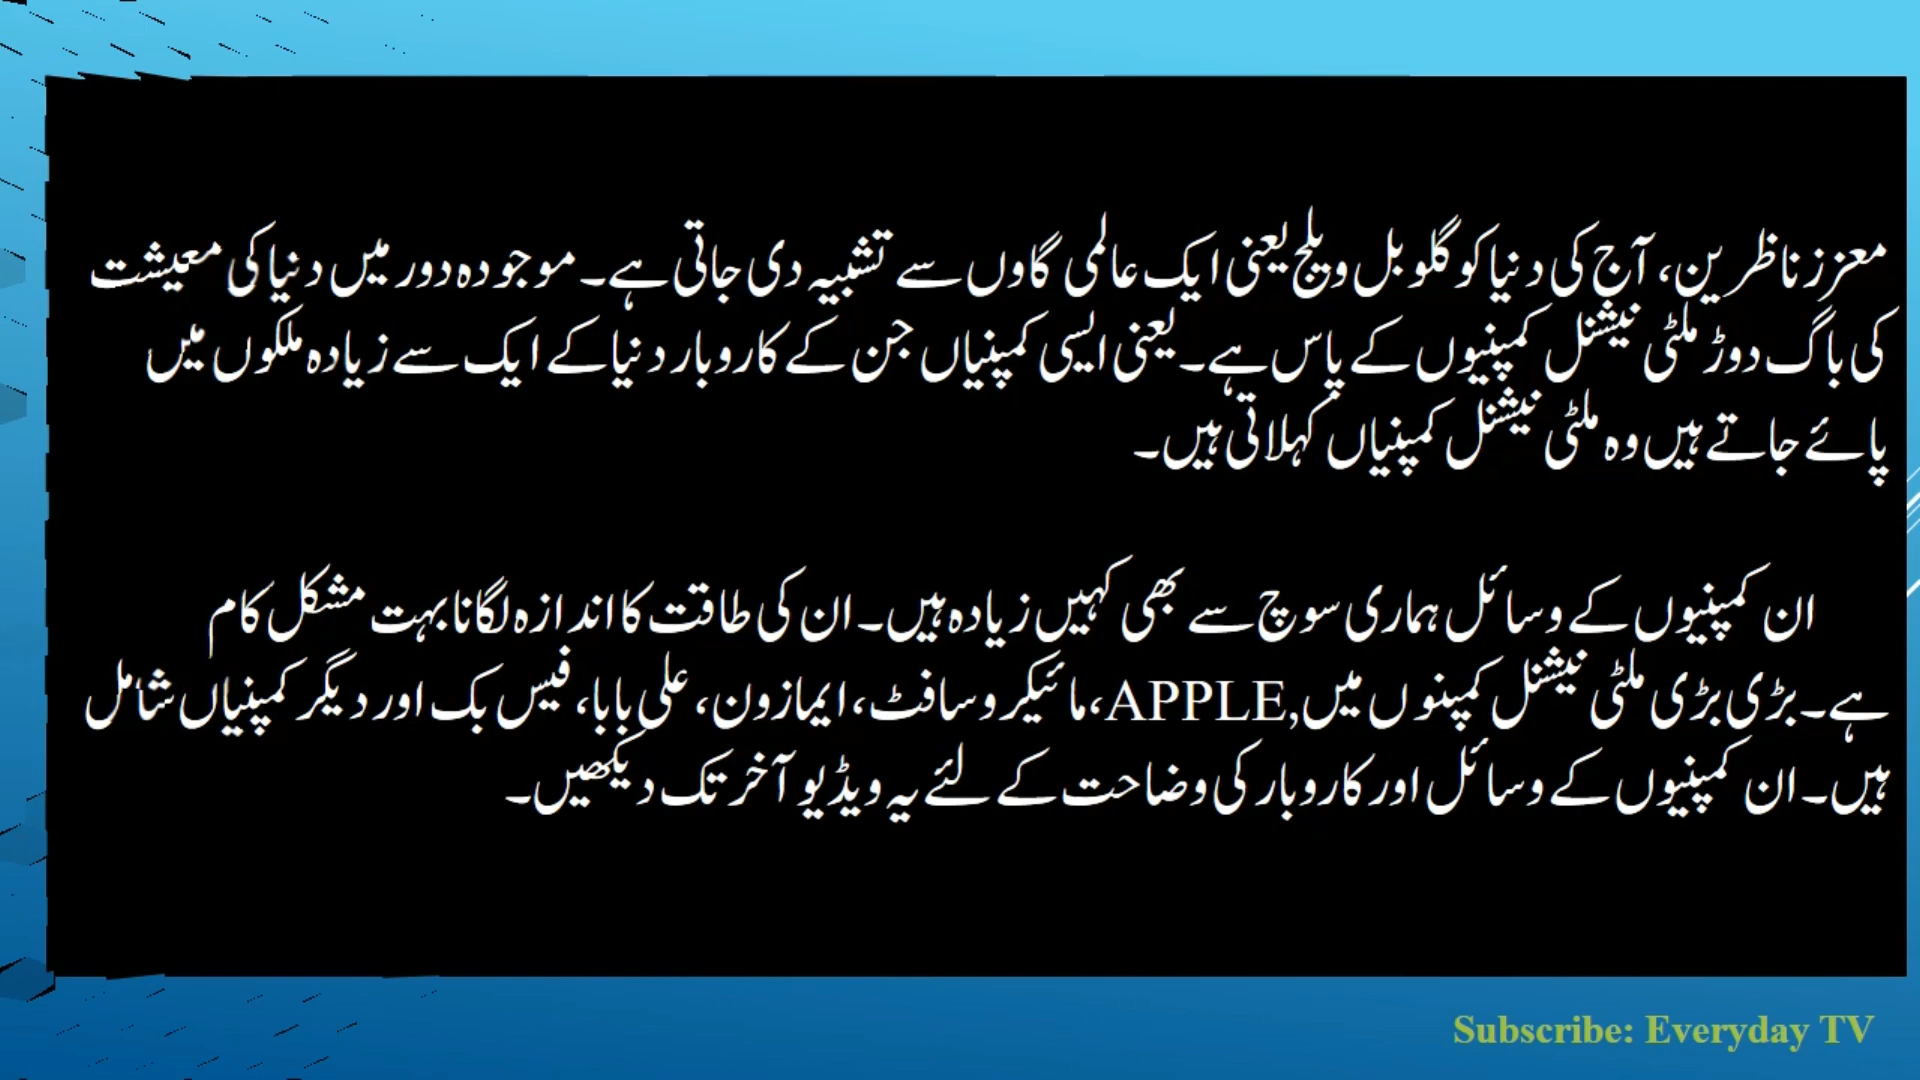 معزز ناظرین، آج کی دنیا کو گلوبل ویلج یعنی ایک عالمی گاوں سے تشبیہ دی جاتی ہے۔ موجودہ دور میں دنیا کی معیشت
کی باگ دوڑ ملٹی نیشنل کمپنیوں کے پاس ہے۔ یعنی ایسی کمپنیاں جن کے کاروبار دنیا کے ایک سے زیادہ ملکوں میں
پائے جاتے ہیں وہ ملٹی نیشنل کمپنیاں کہلاتی ہیں۔
ان کمپنیوں کے وسائل ہماری سوچ سے بھی کہیں زیادہ ہیں۔ ان کی طاقت کا اندازہ لگانا بہت مشکل کام
ہے۔ بڑی بڑی ملٹی نیشنل کمپنوں میں,APPLE، مائیکروسافٹ، ایمازون، علی بابا، فیس بک اور دیگر کمپنیاں شامل
ہیں۔ ان کمپنیوں کے وسائل اور کاروبار کی وضاحت کے لئے یہ ویڈیو آخر تک دیکھیں۔
Subscribe: Everyday TV